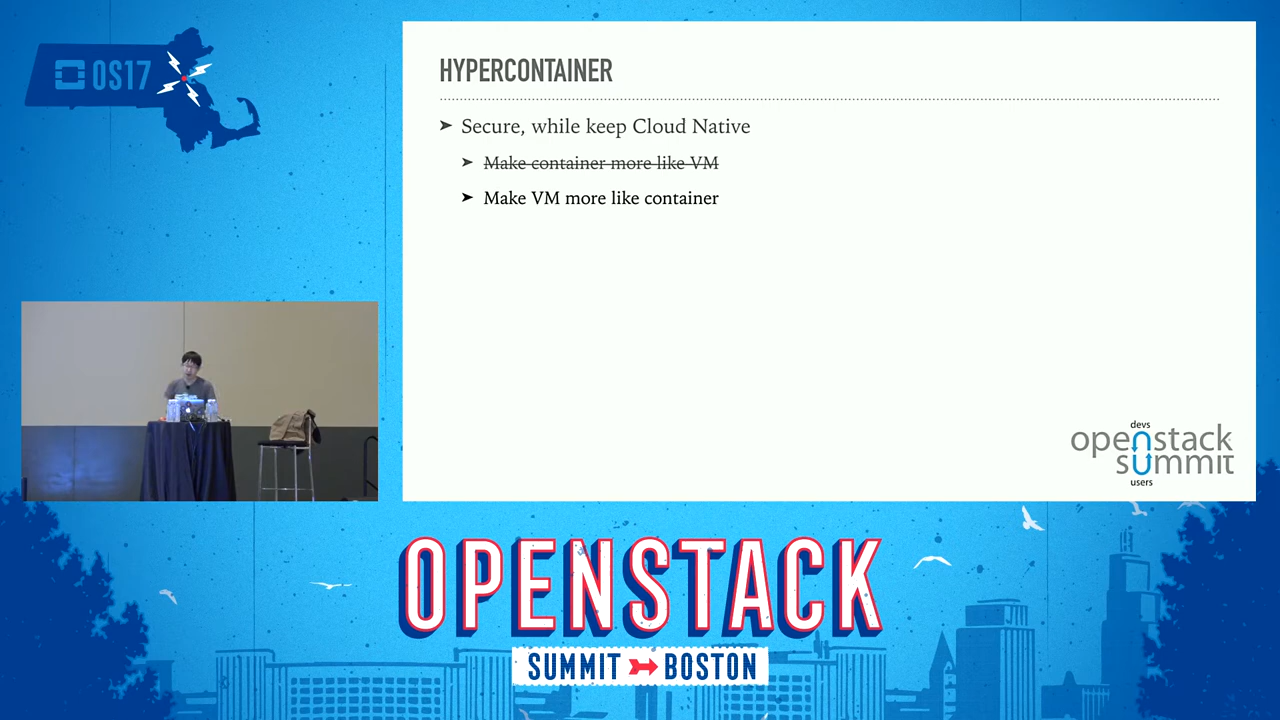 OS17
HYPERCONTAINER
➤ Secure, while keep Cloud Native
➤ Make container more like VM
➤ Make VM more like container
devs
openstack
summit
users
OPENSTACK
SUMMIT BOSTON